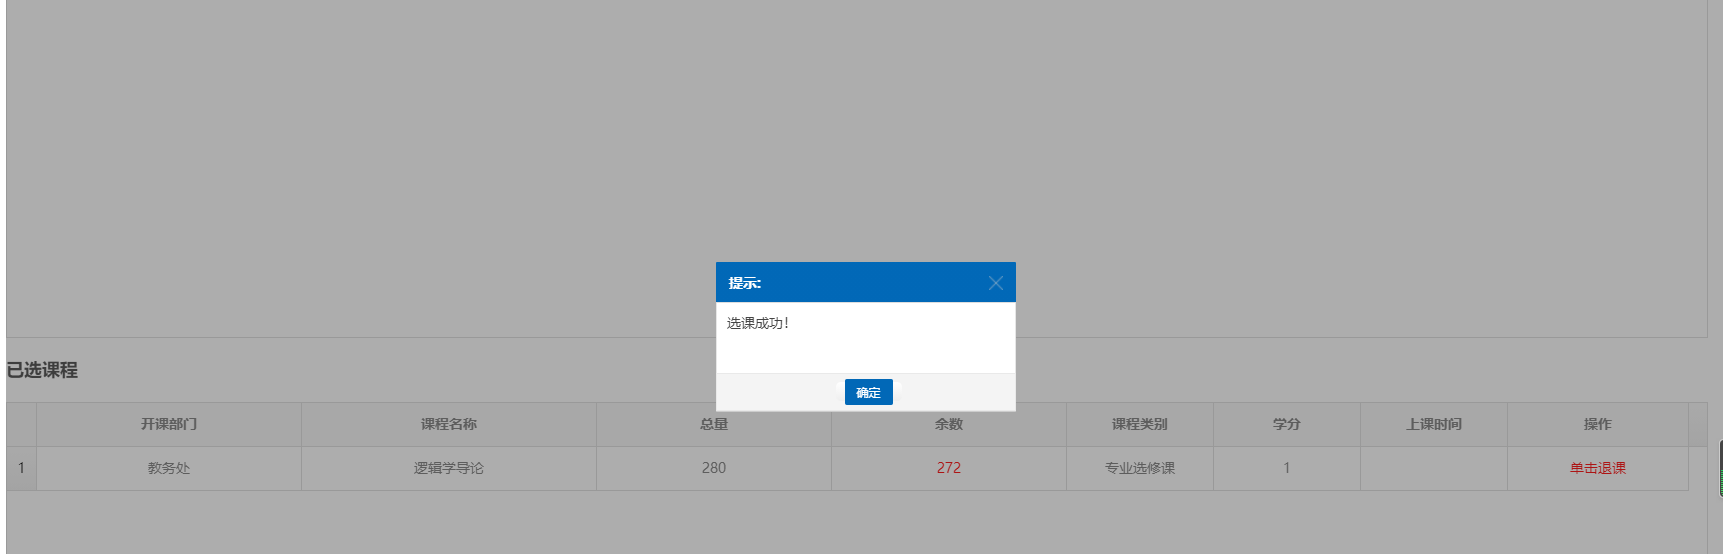 提示:
选课成功!
确定
已选课程
开课部门 课程名称 总量 余数 课程类别 学分 上课时间 操作
1 教务处 逻辑学导论 280 272 专业选修课 1 单击退课